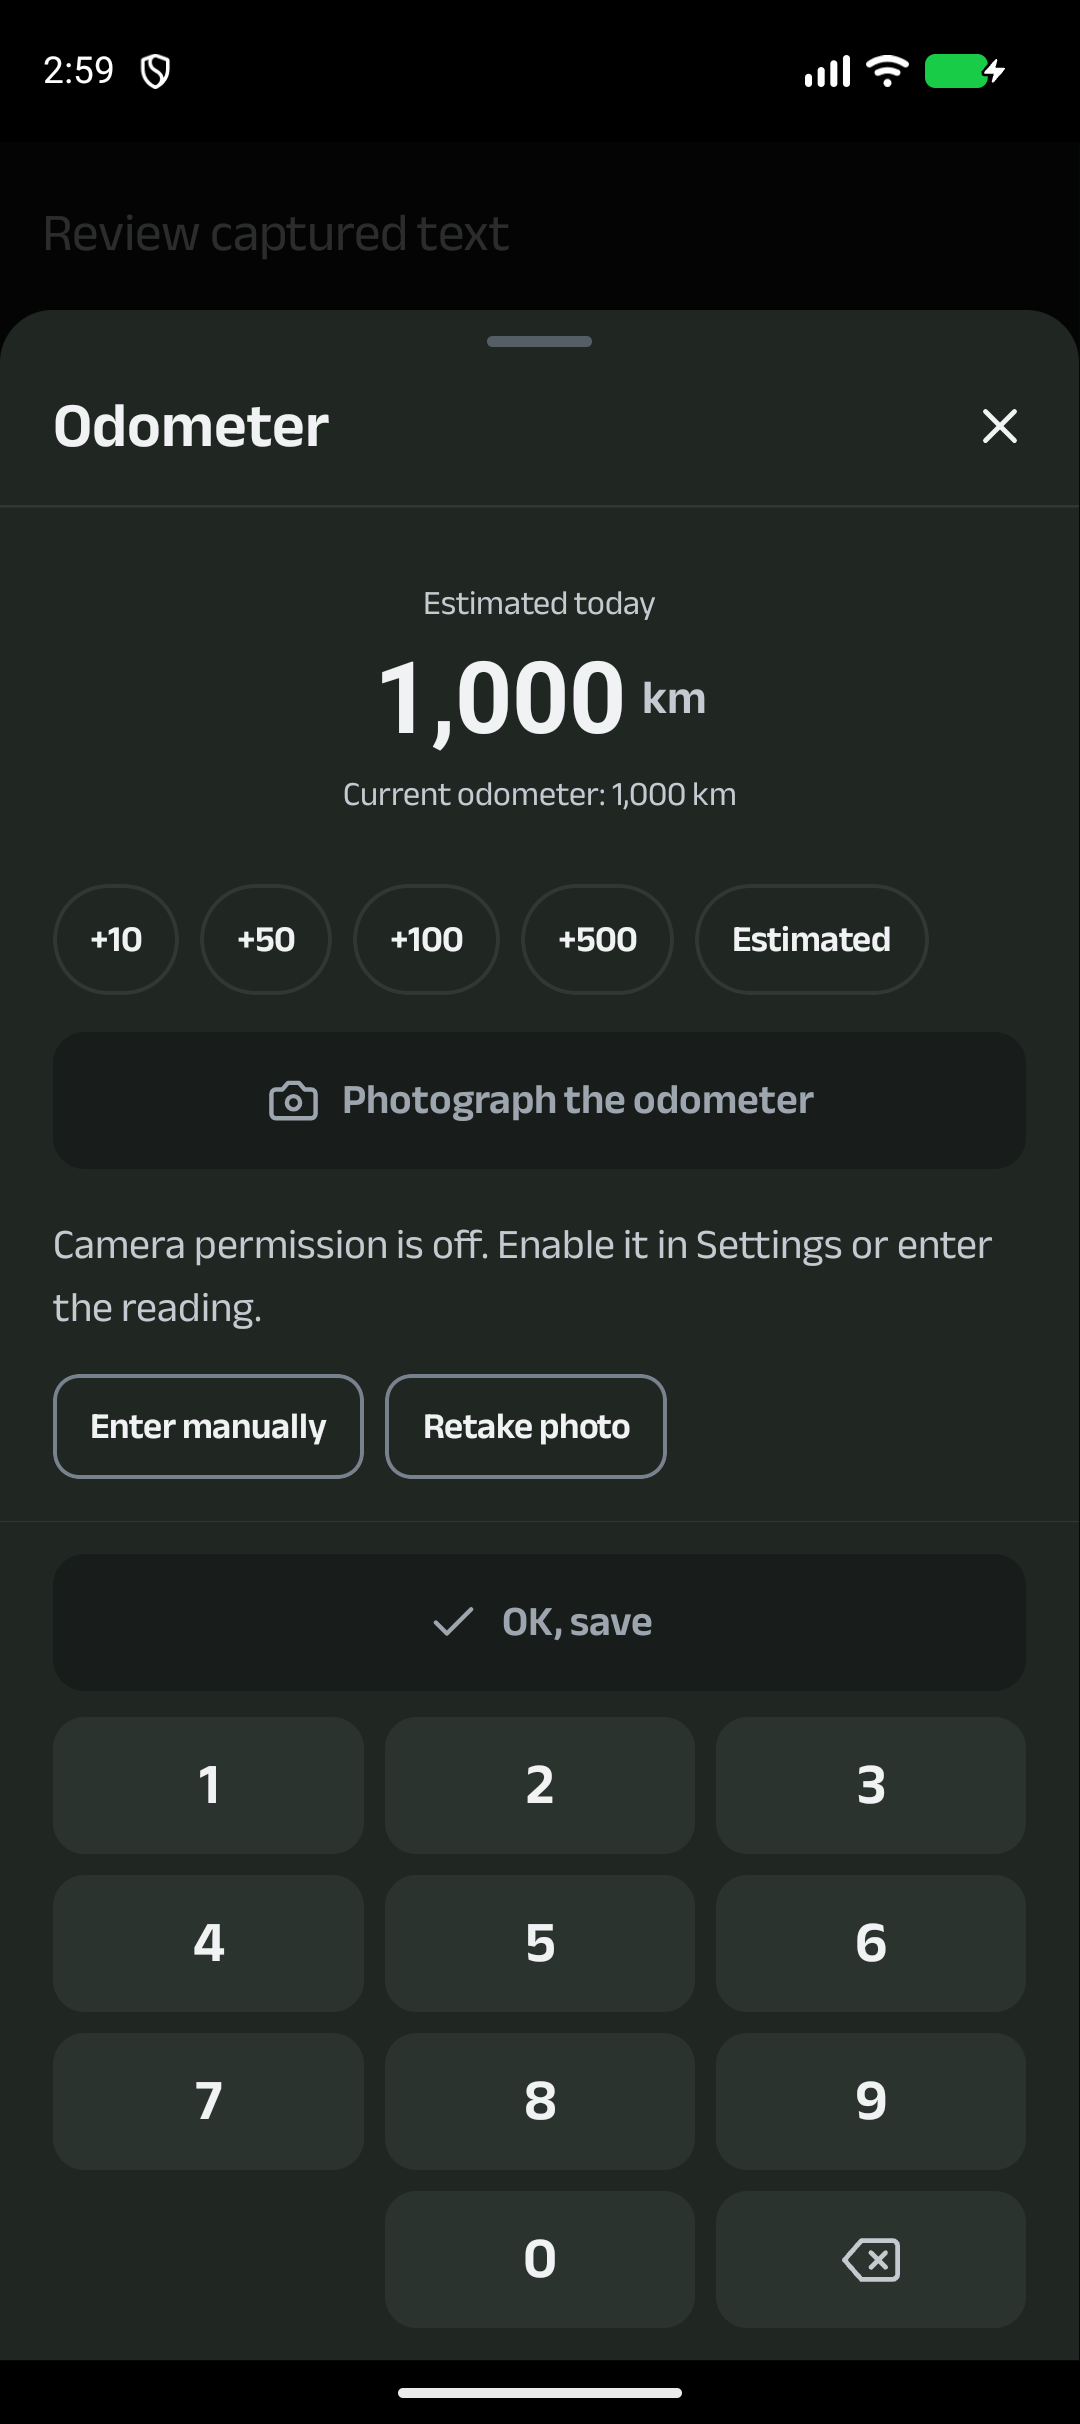 2:59
Review captured text
Odometer
Estimated today
1,000 km
Current odometer: 1,000 km
+10 +50 +100 +500 Estimated
Photograph the odometer
Camera permission is off. Enable it in Settings or enter
the reading.
Enter manually Retake photo
OK, save
1 2 3
4 5 6
7 8 9
0